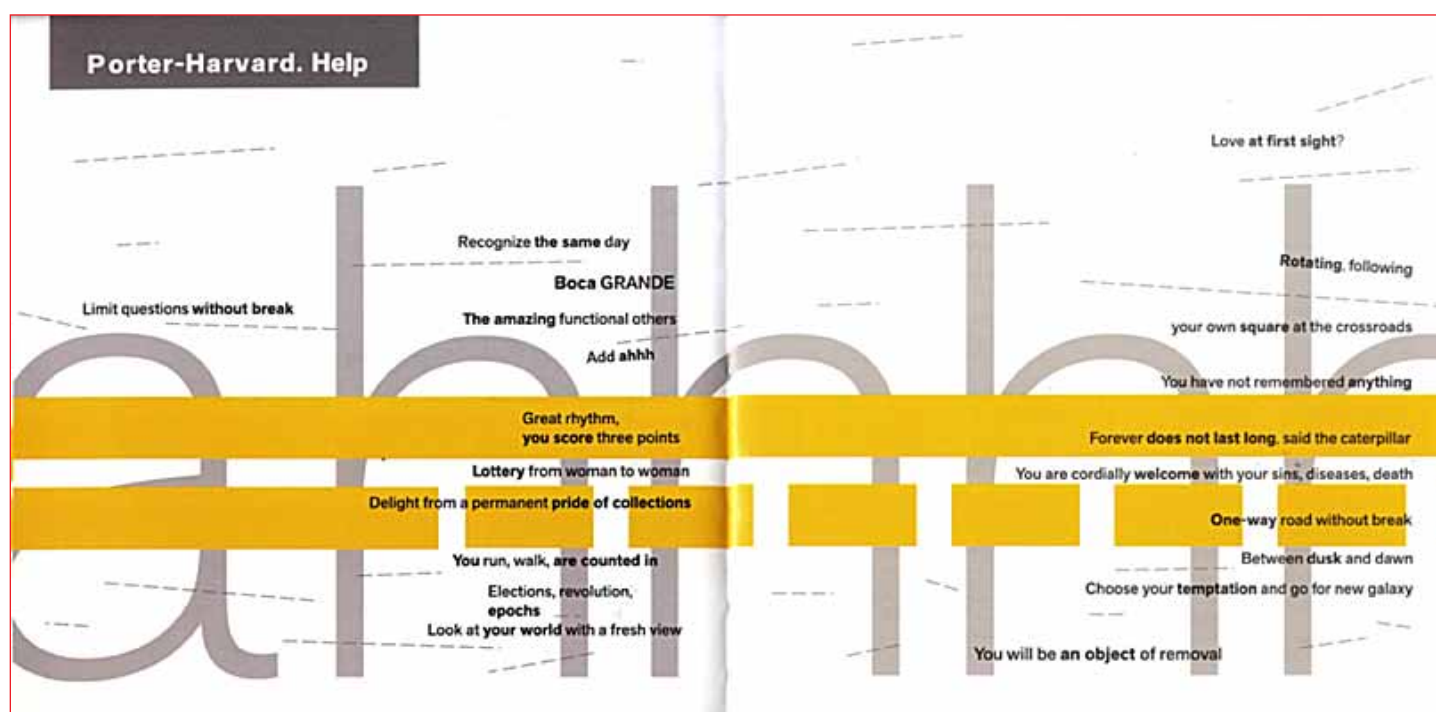 Porter-Harvard. Help
Limit questions without break
Recognize the same day
Boca GRANDE
The amazing functional others
Add ahhh
Great rhythm,
you score three points
Lottery from woman to woman
Delight from a permanent pride of collections
You run, walk, are counted in
Elections, revolution,
epochs
Look at your world with a fresh view
ahhhh
Love at first sight?
Rotating, following
your own square at the crossroads
You have not remembered anything
Forever does not last long, said the caterpillar
You are cordially welcome with your sins, diseases, death
One-way road without break
Between dusk and dawn
Choose your temptation and go for new galaxy
You will be an object of removal